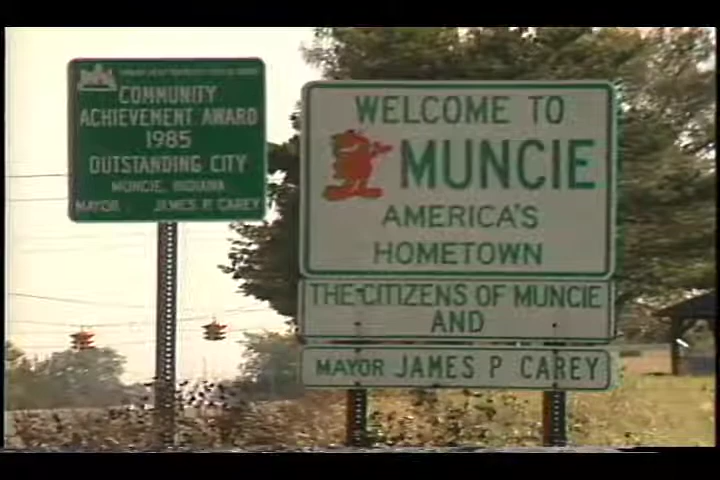 COMMUNITY
ACHIEVEMENT AWARD
1985
OUTSTANDING CITY
MUNCIE, INDIANA
MAYOR JAMES P. CAREY
WELCOME TO
MUNCIE
AMERICA'S
HOMETOWN
THE CITIZENS OF MUNCIE
AND
MAYOR JAMES P CAREY